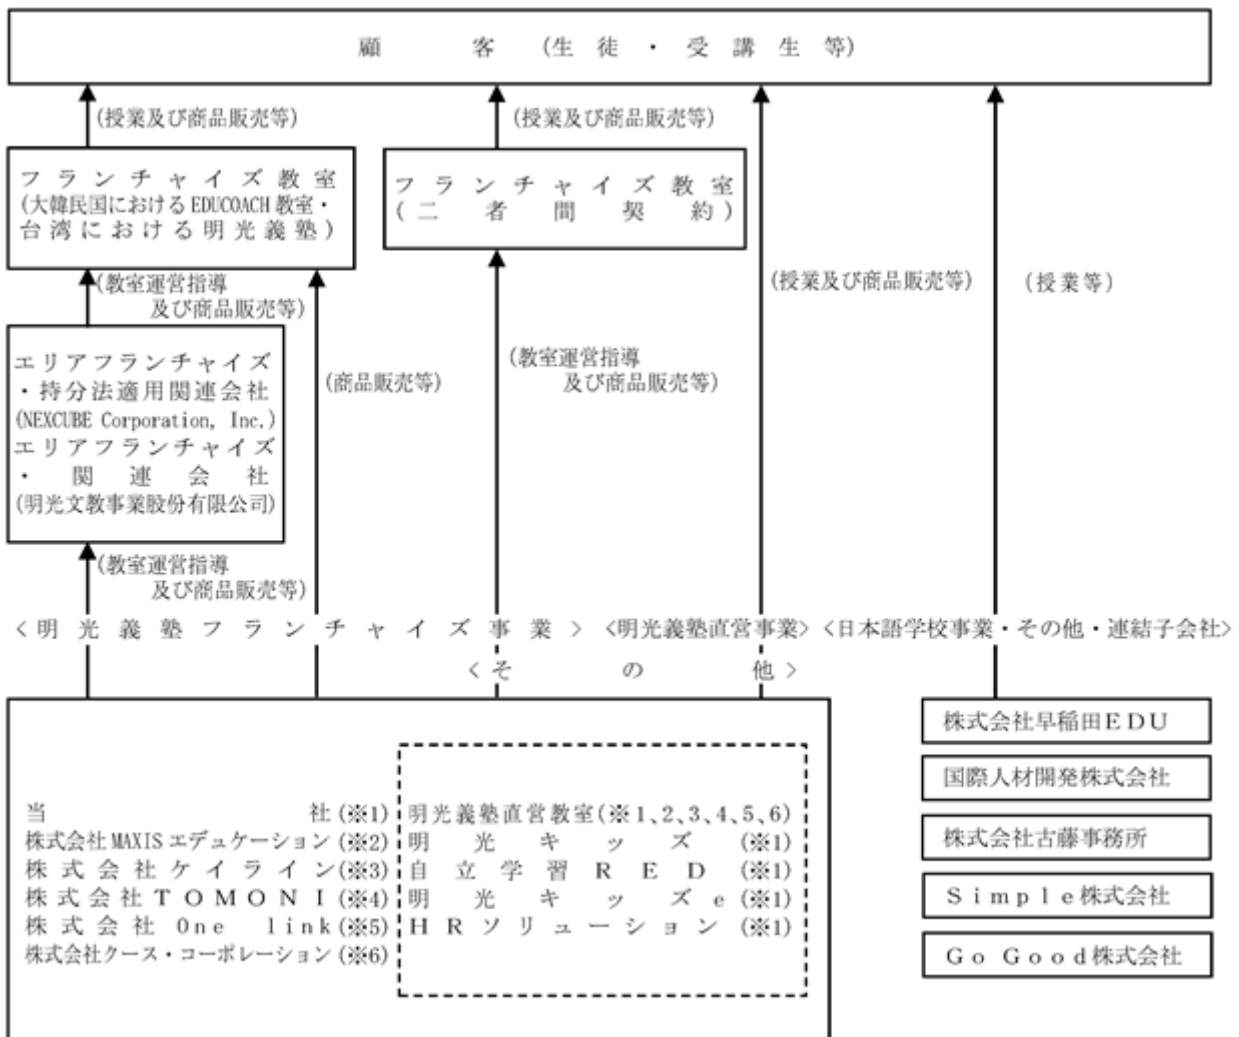 顧客（生徒・受講生等）
(授業及び商品販売等)
(授業及び商品販売等)
フランチャイズ教室
(大韓民国におけるEDUCOACH教室・
台湾における明光義塾)
フランチャイズ教室
(二者間契約)
(教室運営指導
及び商品販売等)
(授業及び商品販売等)
(授業等)
エリアフランチャイズ
・持分法適用関連会社
(NEXCUBE Corporation, Inc.)
エリアフランチャイズ
・関連会社
(明光文教事業股份有限公司)
(商品販売等)
(教室運営指導
及び商品販売等)
(教室運営指導
及び商品販売等)
<明光義塾フランチャイズ事業>
<明光義塾直営事業>
<日本語学校事業・その他・連結子会社>
<その他>
当社(※1)
株式会社MAXISエデュケーション(※2)
株式会社ケイライン(※3)
株式会社TOMONI(※4)
株式会社One link(※5)
株式会社クース・コーポレーション(※6)
明光義塾直営教室(※1、2、3、4、5、6)
明光キッズ(※1)
自立学習RED(※1)
明光キッズe(※1)
HRソリューション(※1)
株式会社早稲田EDU
国際人材開発株式会社
株式会社古藤事務所
Simple株式会社
Go Good株式会社